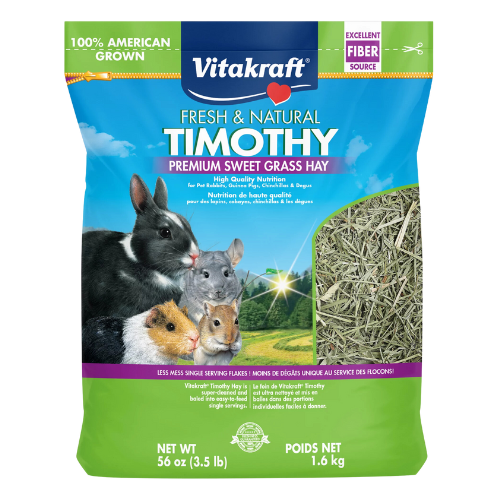 100% AMERICAN
GROWN
EXCELLENT
FIBER
SOURCE
Vitakraft®
FRESH & NATURAL
TIMOTHY
PREMIUM SWEET GRASS HAY
High Quality Nutrition
for Pet Rabbits, Guinea Pigs, Chinchillas & Degus
Nutrition de haute qualité
pour des lapins, cobayes, chinchillas & les dègues
LESS MESS SINGLE SERVING FLAKES! MOINS DE DÉGÂTS UNIQUE AU SERVICE DES FLOCONS!
Vitakraft® Timothy Hay is
super-cleaned and
baled into easy-to-feed
single servings.
Le foin de Vitakraft® Timothy
est ultra nettoyé et mis en
balles dans des portions
individuelles faciles à donner.
NET WT
56 oz (3.5 lb)
POIDS NET
1.6 kg